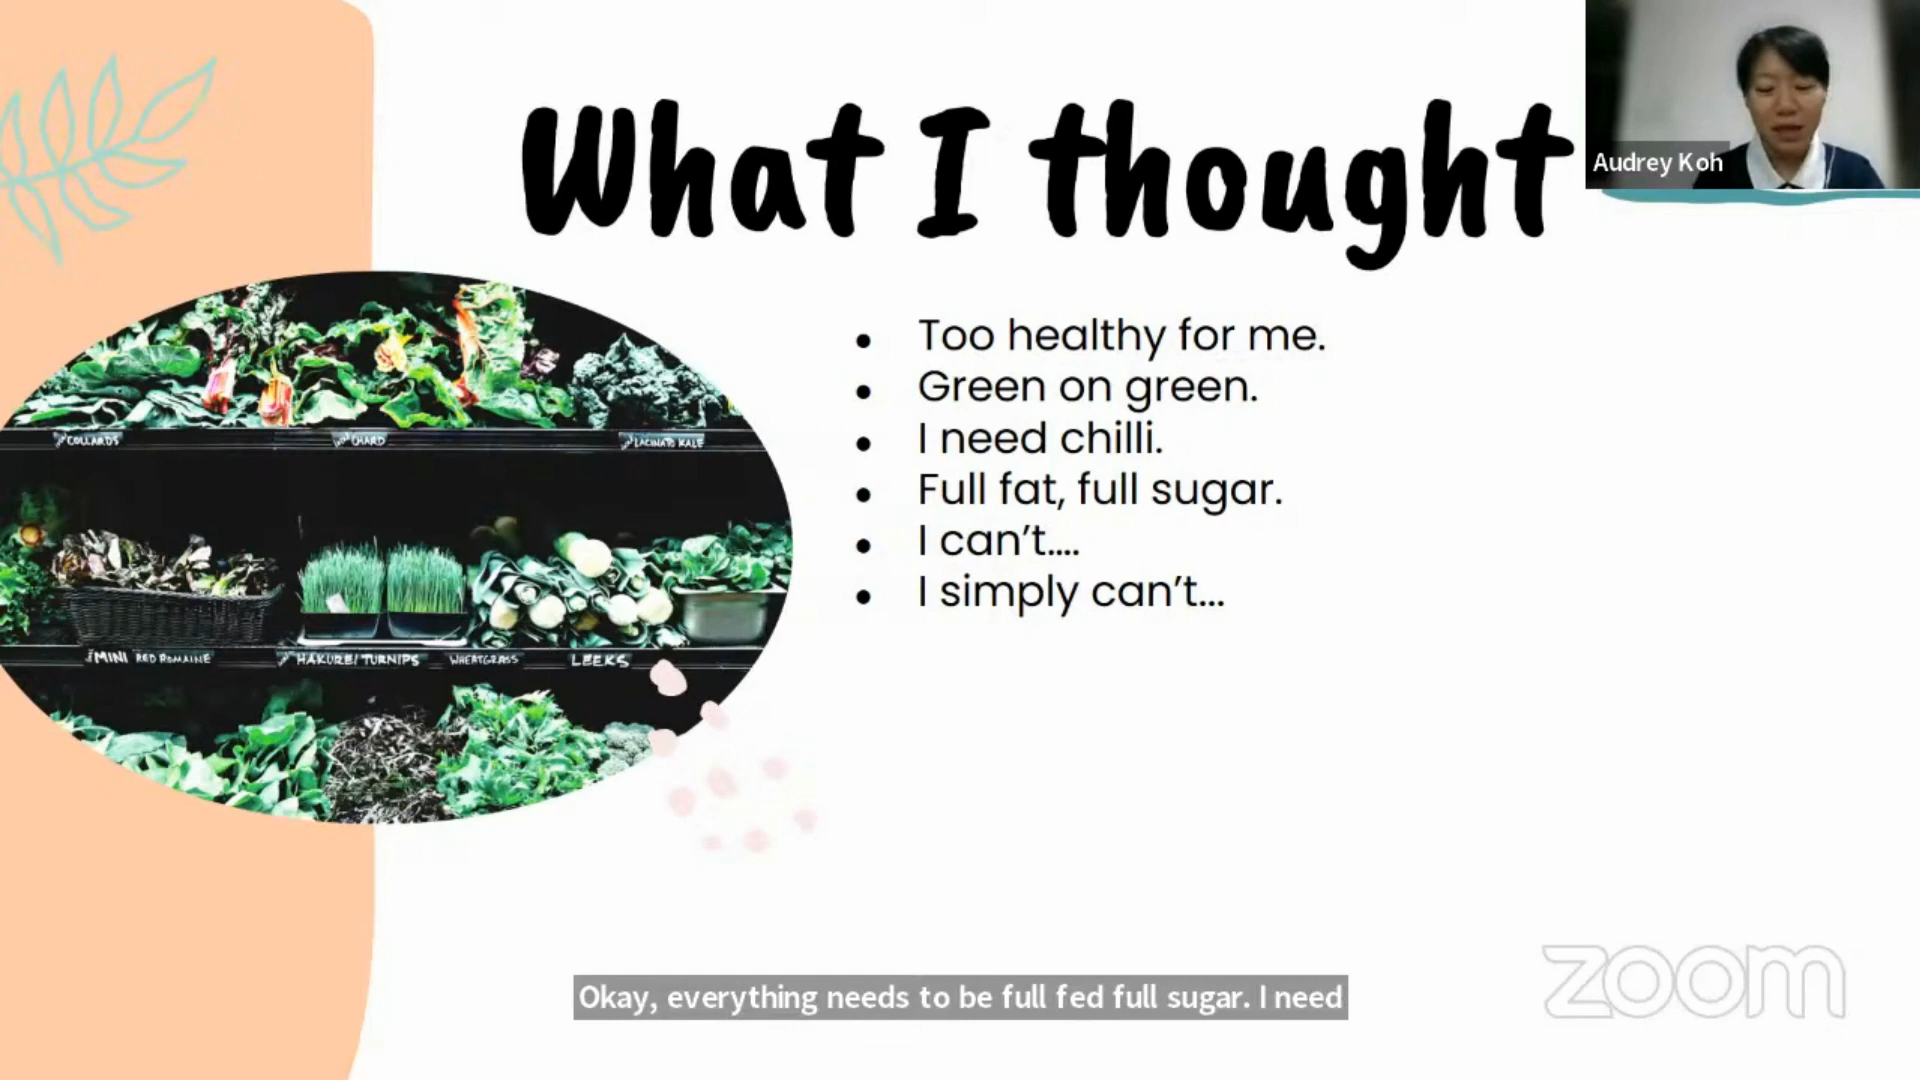 What I thought
Audrey Koh
Too healthy for me.
Green on green.
I need chilli.
Full fat, full sugar.
I can't....
I simply can't...
COLLARDS
CHARD
LACINATO KALE
MINI RED ROMAINE
HAKUREI TURNIPS
WHEATGRASS
LEEKS
Okay, everything needs to be full fed full sugar. I need
zoom